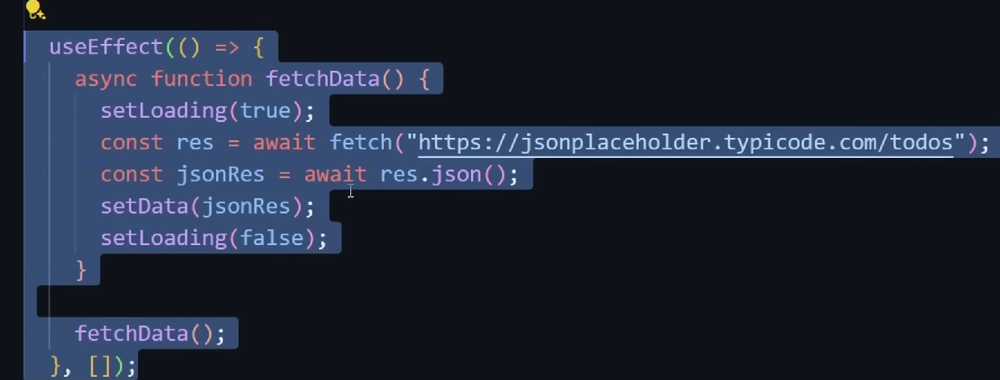 useEffect(() => {
async function fetchData() {
setLoading(true);
const res = await fetch("https://jsonplaceholder.typicode.com/todos");
const jsonRes = await res.json();
setData(jsonRes);
setLoading(false);
}
fetchData();
}, []);